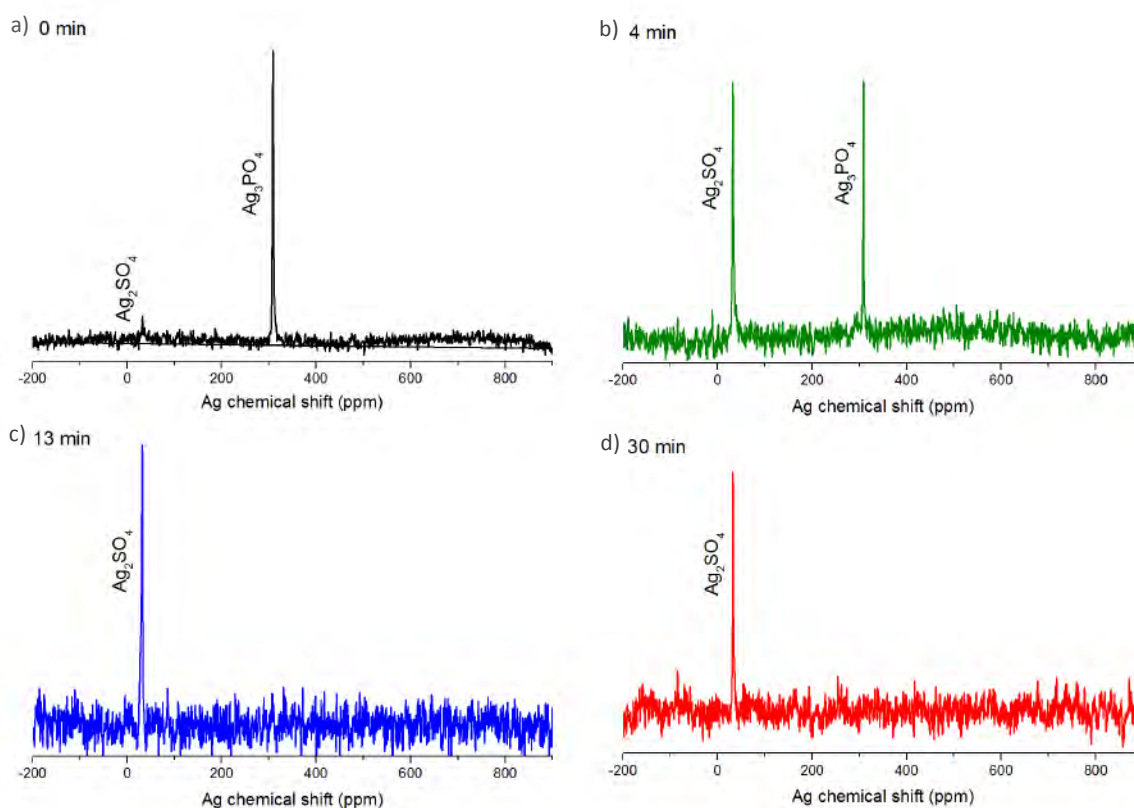 a) 0 min
Ag₂SO₄
Ag₃PO₄
-200 0 200 400 600 800
Ag chemical shift (ppm)
b) 4 min
Ag₂SO₄
Ag₃PO₄
-200 0 200 400 600 800
Ag chemical shift (ppm)
c) 13 min
Ag₂SO₄
-200 0 200 400 600 800
Ag chemical shift (ppm)
d) 30 min
Ag₂SO₄
-200 0 200 400 600 800
Ag chemical shift (ppm)